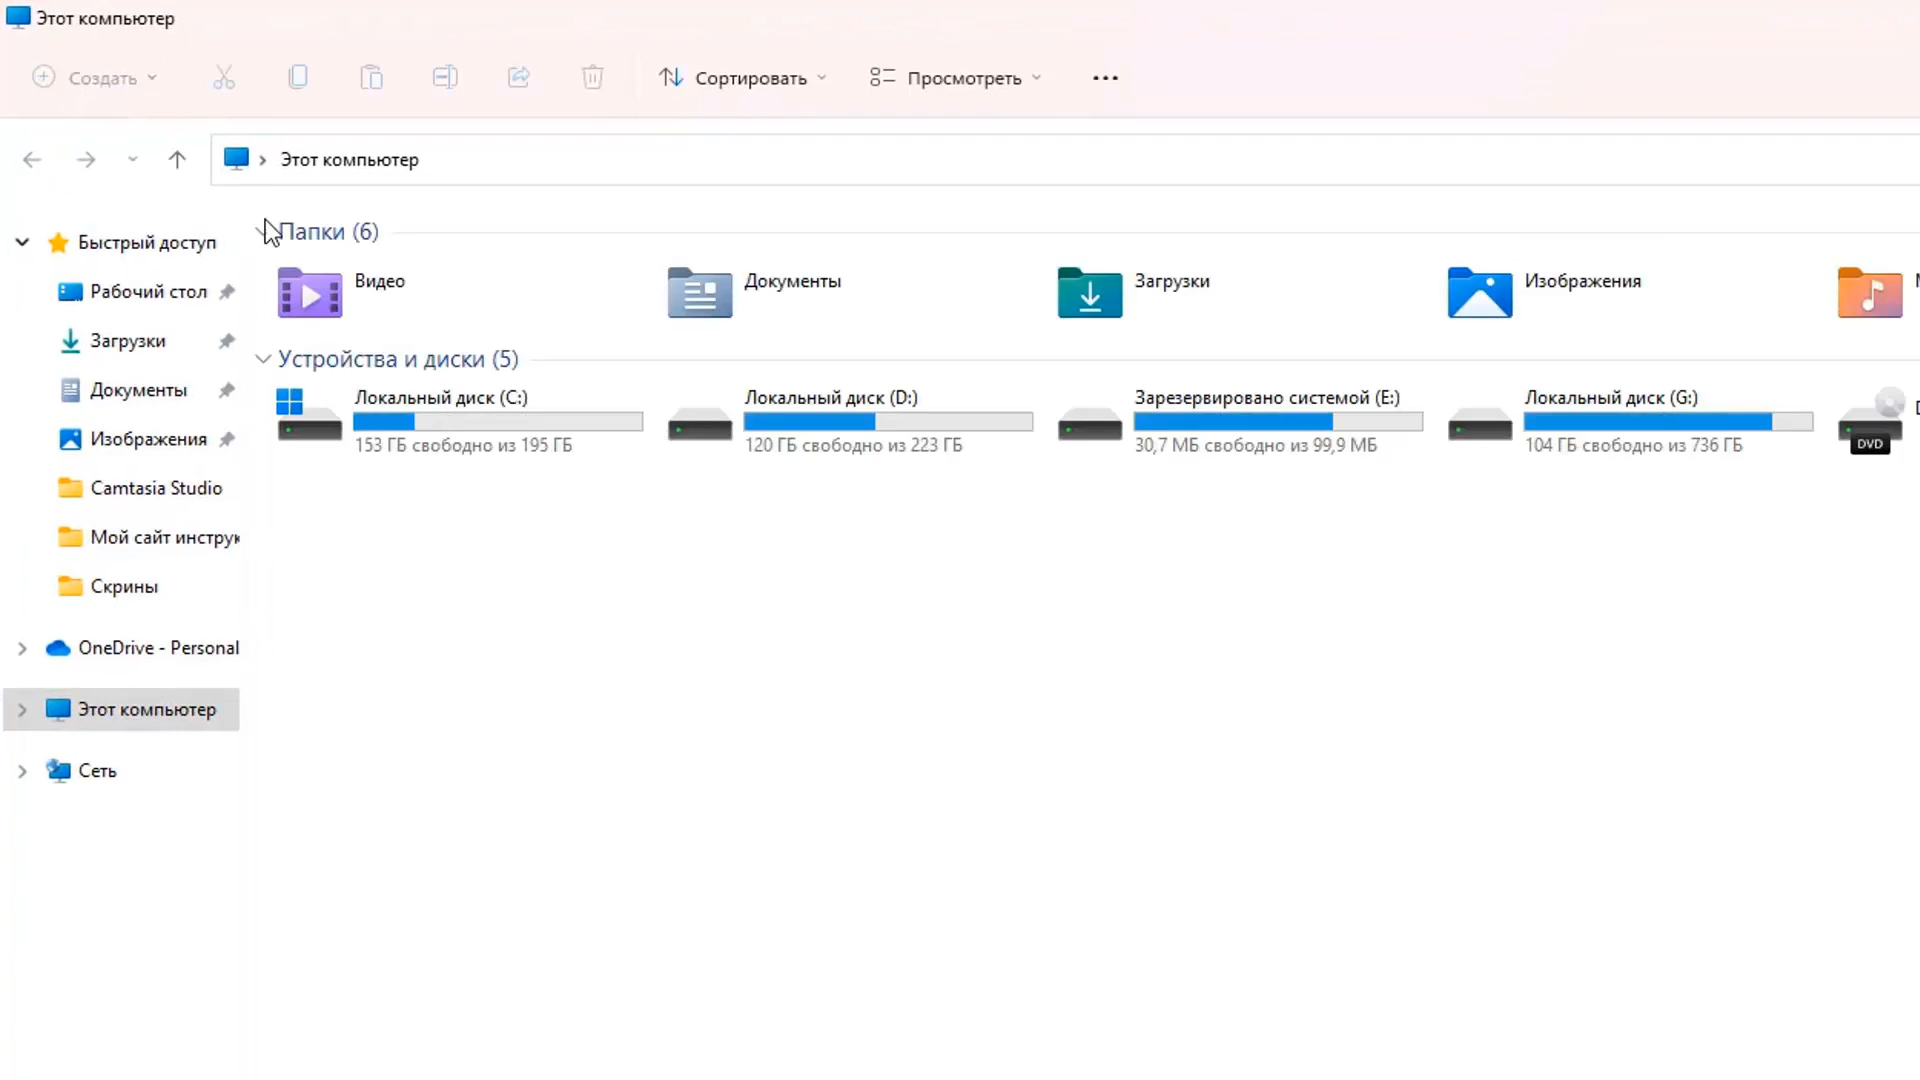 Этот компьютер
Создать
Сортировать
Просмотреть
Этот компьютер
Быстрый доступ
Рабочий стол
Загрузки
Документы
Изображения
Camtasia Studio
Мой сайт инструк
Скрины
OneDrive - Personal
Этот компьютер
Сеть
Папки (6)
Видео
Документы
Загрузки
Изображения
Устройства и диски (5)
Локальный диск (C:)
153 ГБ свободно из 195 ГБ
Локальный диск (D:)
120 ГБ свободно из 223 ГБ
Зарезервировано системой (E:)
30,7 МБ свободно из 99,9 МБ
Локальный диск (G:)
104 ГБ свободно из 736 ГБ
DVD